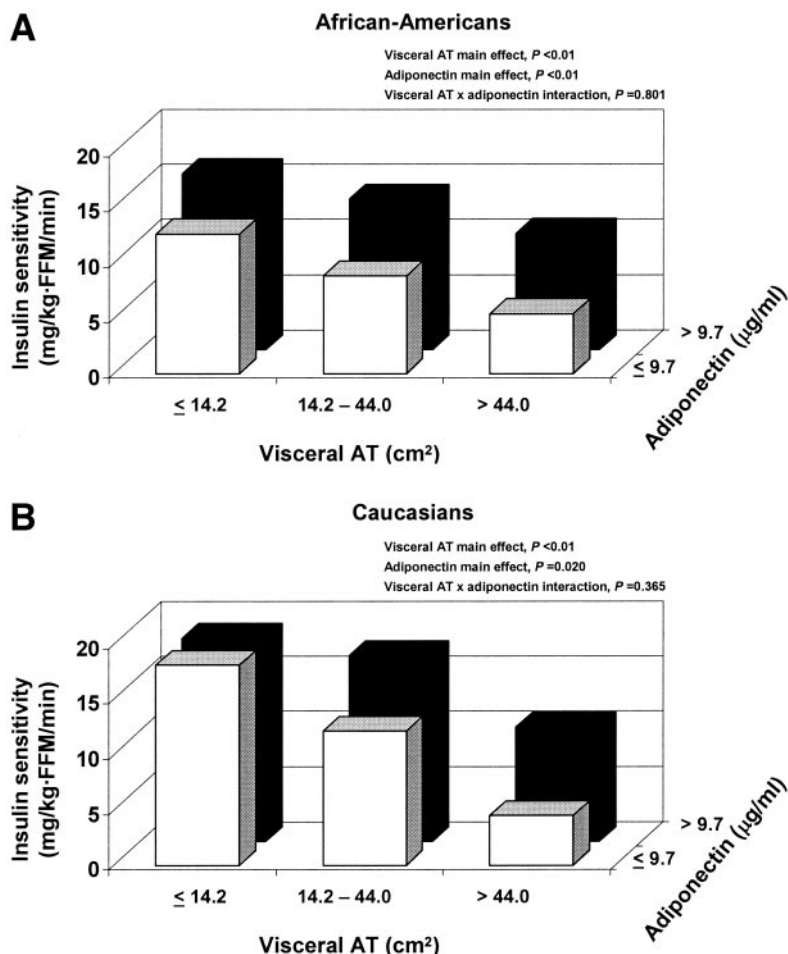 A
African-Americans
Visceral AT main effect, P <0.01
Adiponectin main effect, P <0.01
Visceral AT x adiponectin interaction, P =0.801
Insulin sensitivity
(mg/kg·FFM/min)
20
15
10
5
0
≤ 14.2
14.2 – 44.0
> 44.0
Visceral AT (cm²)
> 9.7
≤ 9.7
Adiponectin (µg/ml)
B
Caucasians
Visceral AT main effect, P <0.01
Adiponectin main effect, P =0.020
Visceral AT x adiponectin interaction, P =0.365
Insulin sensitivity
(mg/kg·FFM/min)
20
15
10
5
0
≤ 14.2
14.2 – 44.0
> 44.0
Visceral AT (cm²)
> 9.7
≤ 9.7
Adiponectin (µg/ml)